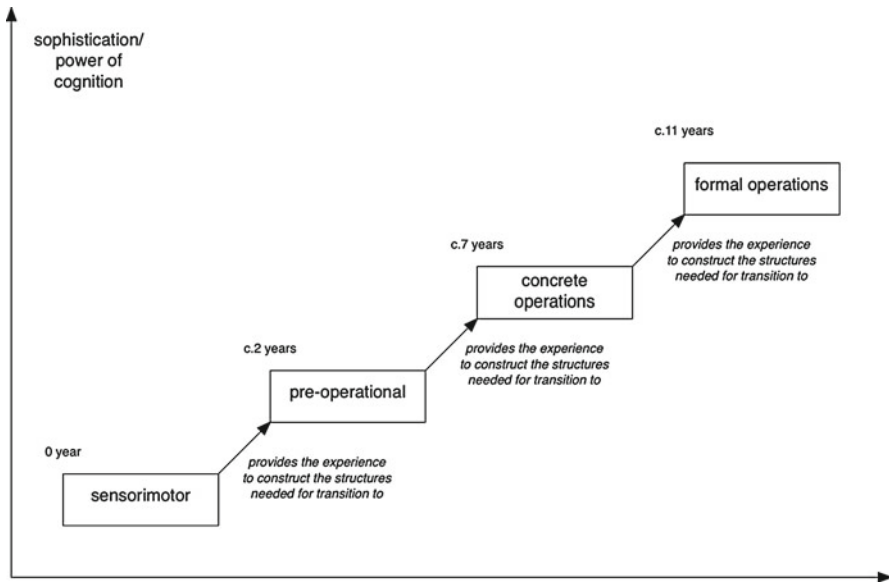 sophistication/
power of
cognition
c.11 years
formal operations
provides the experience
to construct the structures
needed for transition to
c.7 years
concrete
operations
provides the experience
to construct the structures
needed for transition to
c.2 years
pre-operational
provides the experience
to construct the structures
needed for transition to
0 year
sensorimotor